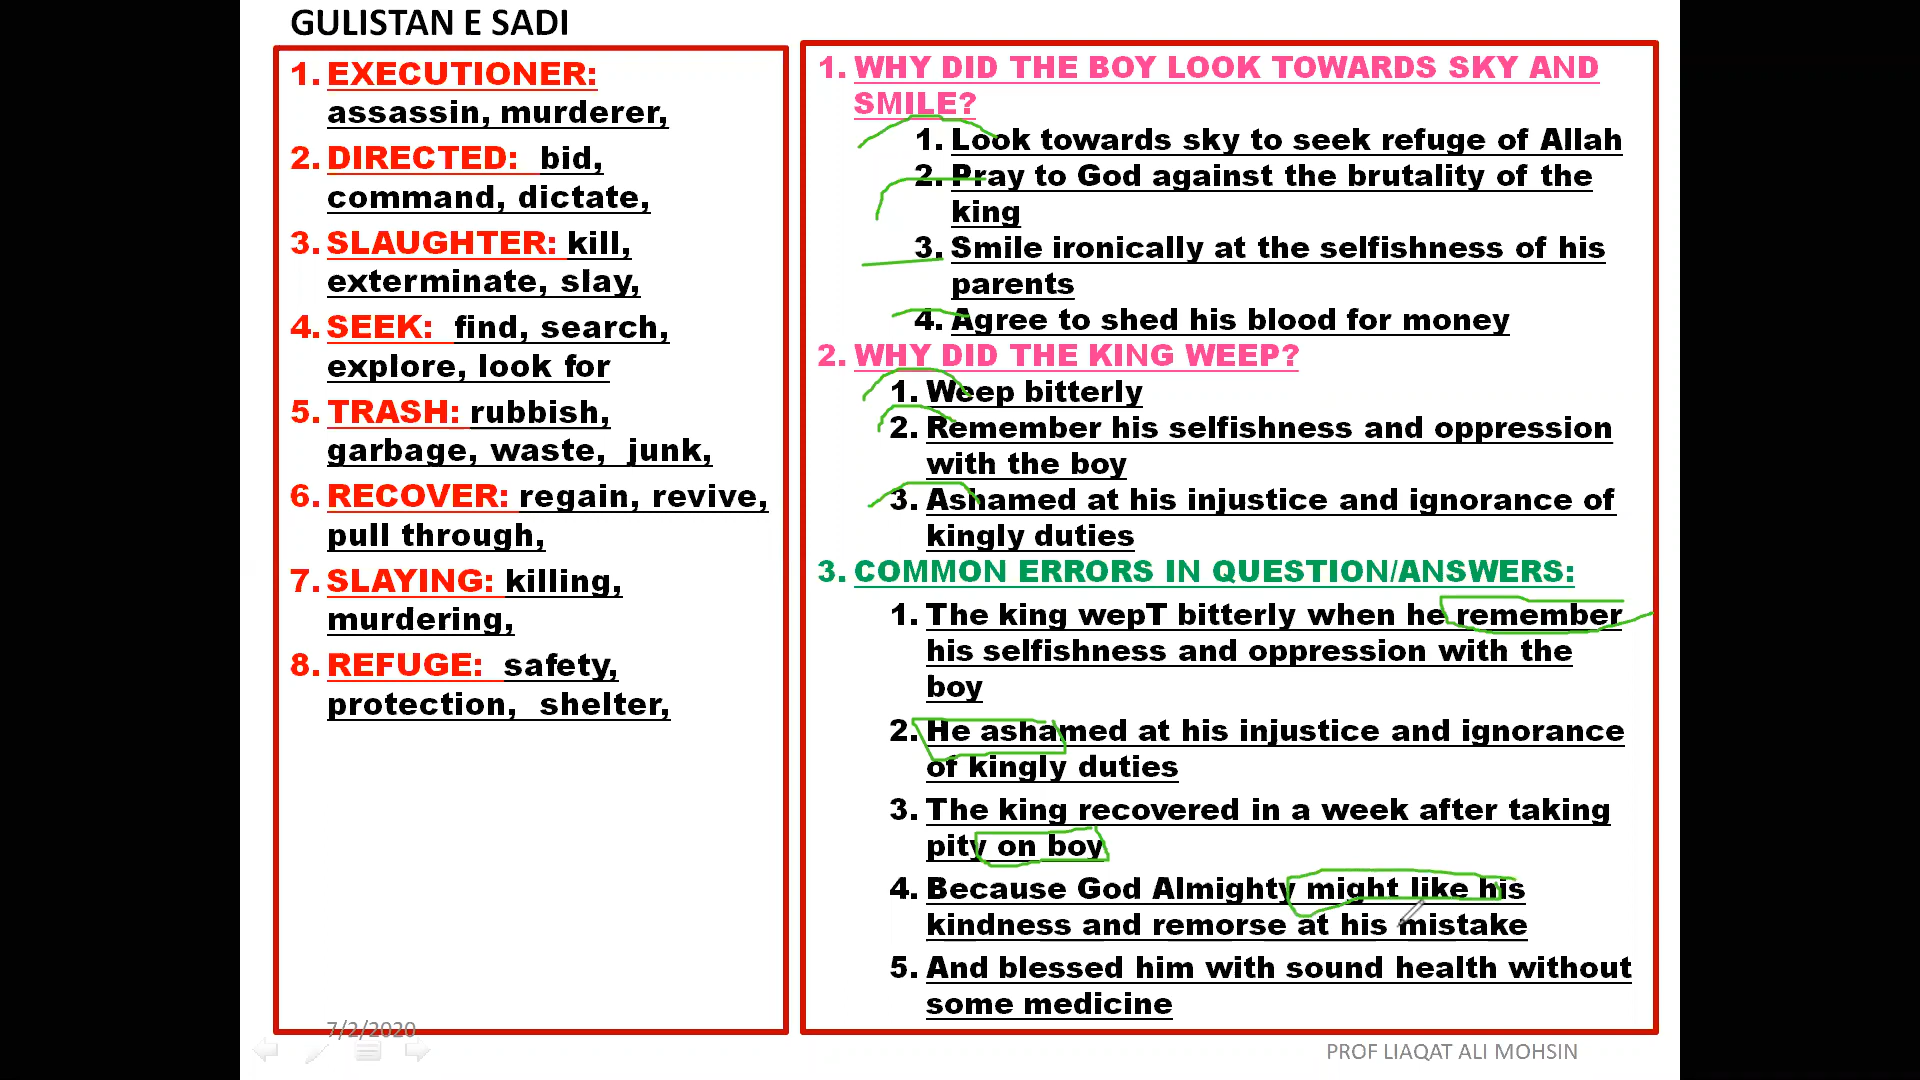 GULISTAN E SADI
1. EXECUTIONER:
assassin, murderer,
2. DIRECTED: bid,
command, dictate,
3. SLAUGHTER: kill,
exterminate, slay,
4. SEEK: find, search,
explore, look for
5. TRASH: rubbish,
garbage, waste, junk,
6. RECOVER: regain, revive,
pull through,
7. SLAYING: killing,
murdering,
8. REFUGE: safety,
protection, shelter,
1. WHY DID THE BOY LOOK TOWARDS SKY AND
SMILE?
1. Look towards sky to seek refuge of Allah
2. Pray to God against the brutality of the
king
3. Smile ironically at the selfishness of his
parents
4. Agree to shed his blood for money
2. WHY DID THE KING WEEP?
1. Weep bitterly
2. Remember his selfishness and oppression
with the boy
3. Ashamed at his injustice and ignorance of
kingly duties
3. COMMON ERRORS IN QUESTION/ANSWERS:
1. The king wepT bitterly when he remember
his selfishness and oppression with the
boy
2. He ashamed at his injustice and ignorance
of kingly duties
3. The king recovered in a week after taking
pity on boy
4. Because God Almighty might like his
kindness and remorse at his mistake
5. And blessed him with sound health without
some medicine
7/2/2020
PROF LIAQAT ALI MOHSIN